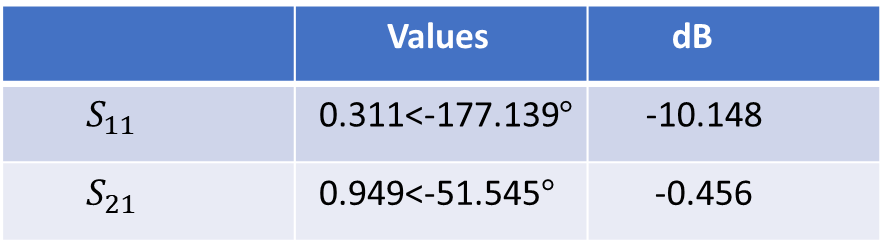 Values dB
S₁₁ 0.311<-177.139° -10.148
S₂₁ 0.949<-51.545° -0.456